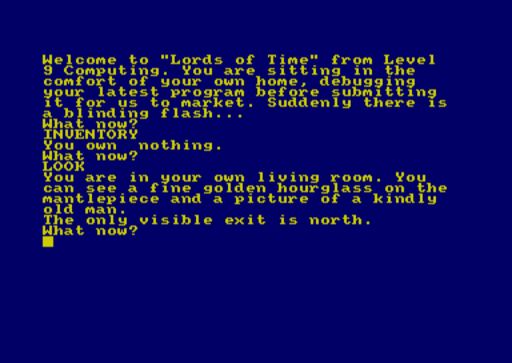 Welcome to "Lords of Time" from Level
9 Computing. You are sitting in the
comfort of your own home, debugging
your latest program before submitting
it for us to market. Suddenly there is
a blinding flash...
What now?
INVENTORY
You own  nothing.
What now?
LOOK
You are in your own living room. You
can see a fine golden hourglass on the
mantlepiece and a picture of a kindly
old man.
The only visible exit is north.
What now?